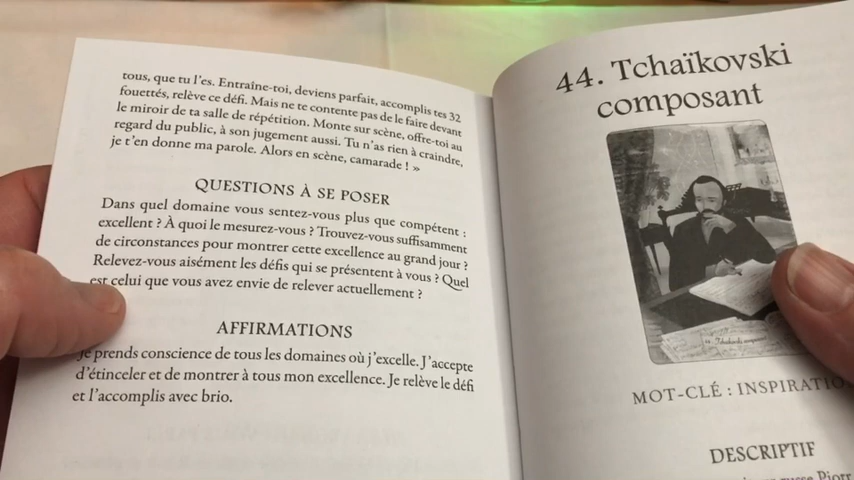 tous, que tu l'es. Entraîne-toi, deviens parfait, accomplis tes 32
fouettés, relève ce défi. Mais ne te contente pas de le faire devant
le miroir de ta salle de répétition. Monte sur scène, offre-toi au
regard du public, à son jugement aussi. Tu n'as rien à craindre,
je t'en donne ma parole. Alors en scène, camarade ! »
QUESTIONS À SE POSER
Dans quel domaine vous sentez-vous plus que compétent :
excellent ? À quoi le mesurez-vous ? Trouvez-vous suffisamment
de circonstances pour montrer cette excellence au grand jour ?
Relevez-vous aisément les défis qui se présentent à vous ? Quel
est celui que vous avez envie de relever actuellement ?
AFFIRMATIONS
Je prends conscience de tous les domaines où j'excelle. J'accepte
d'étinceler et de montrer à tous mon excellence. Je relève le défi
et l'accomplis avec brio.
44. Tchaïkovski
composant
44. Tchaïkovski composant
MOT-CLÉ : INSPIRATIO
DESCRIPTIF
russe Piotr